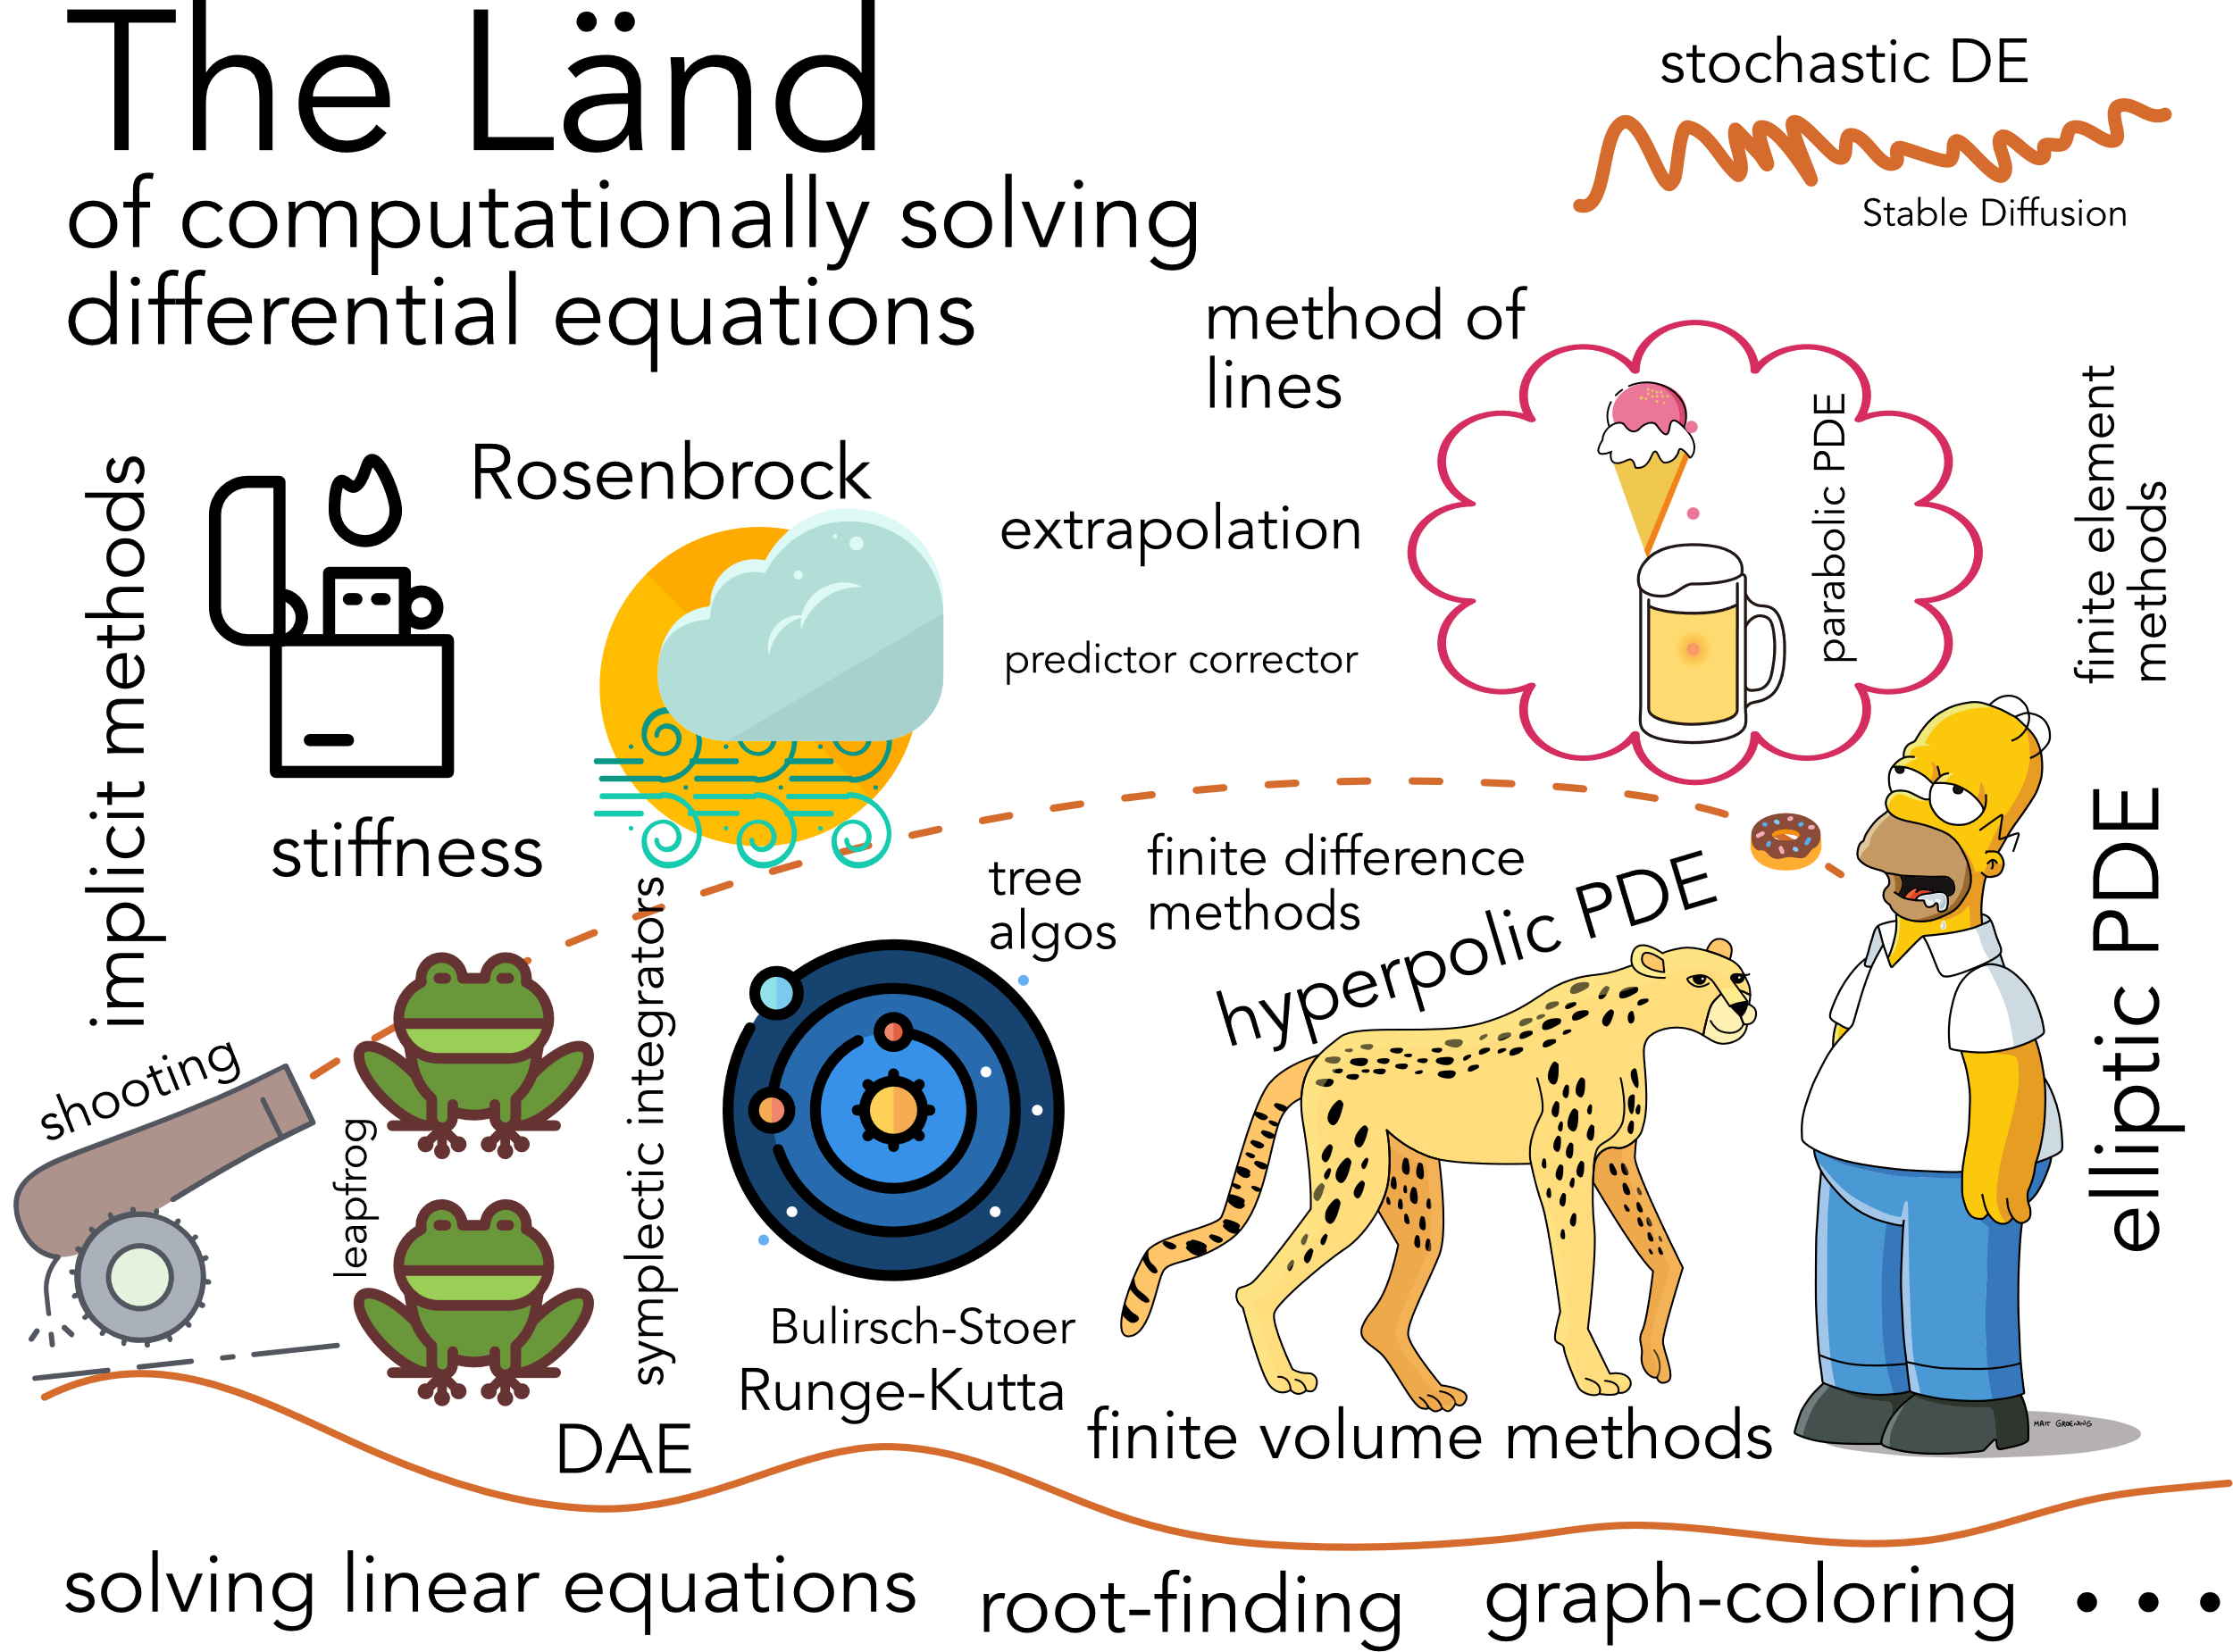 The Länd
of computationally solving
differential equations
stochastic DE
Stable Diffusion
method of
lines
parabolic PDE
finite element
methods
implicit methods
Rosenbrock
extrapolation
predictor corrector
stiffness
tree
algos
finite difference
methods
hyperpolic PDE
elliptic PDE
shooting
leapfrog
symplectic integrators
Bulirsch-Stoer
Runge-Kutta
DAE
finite volume methods
MATT GROENING
solving linear equations
root-finding
graph-coloring ...